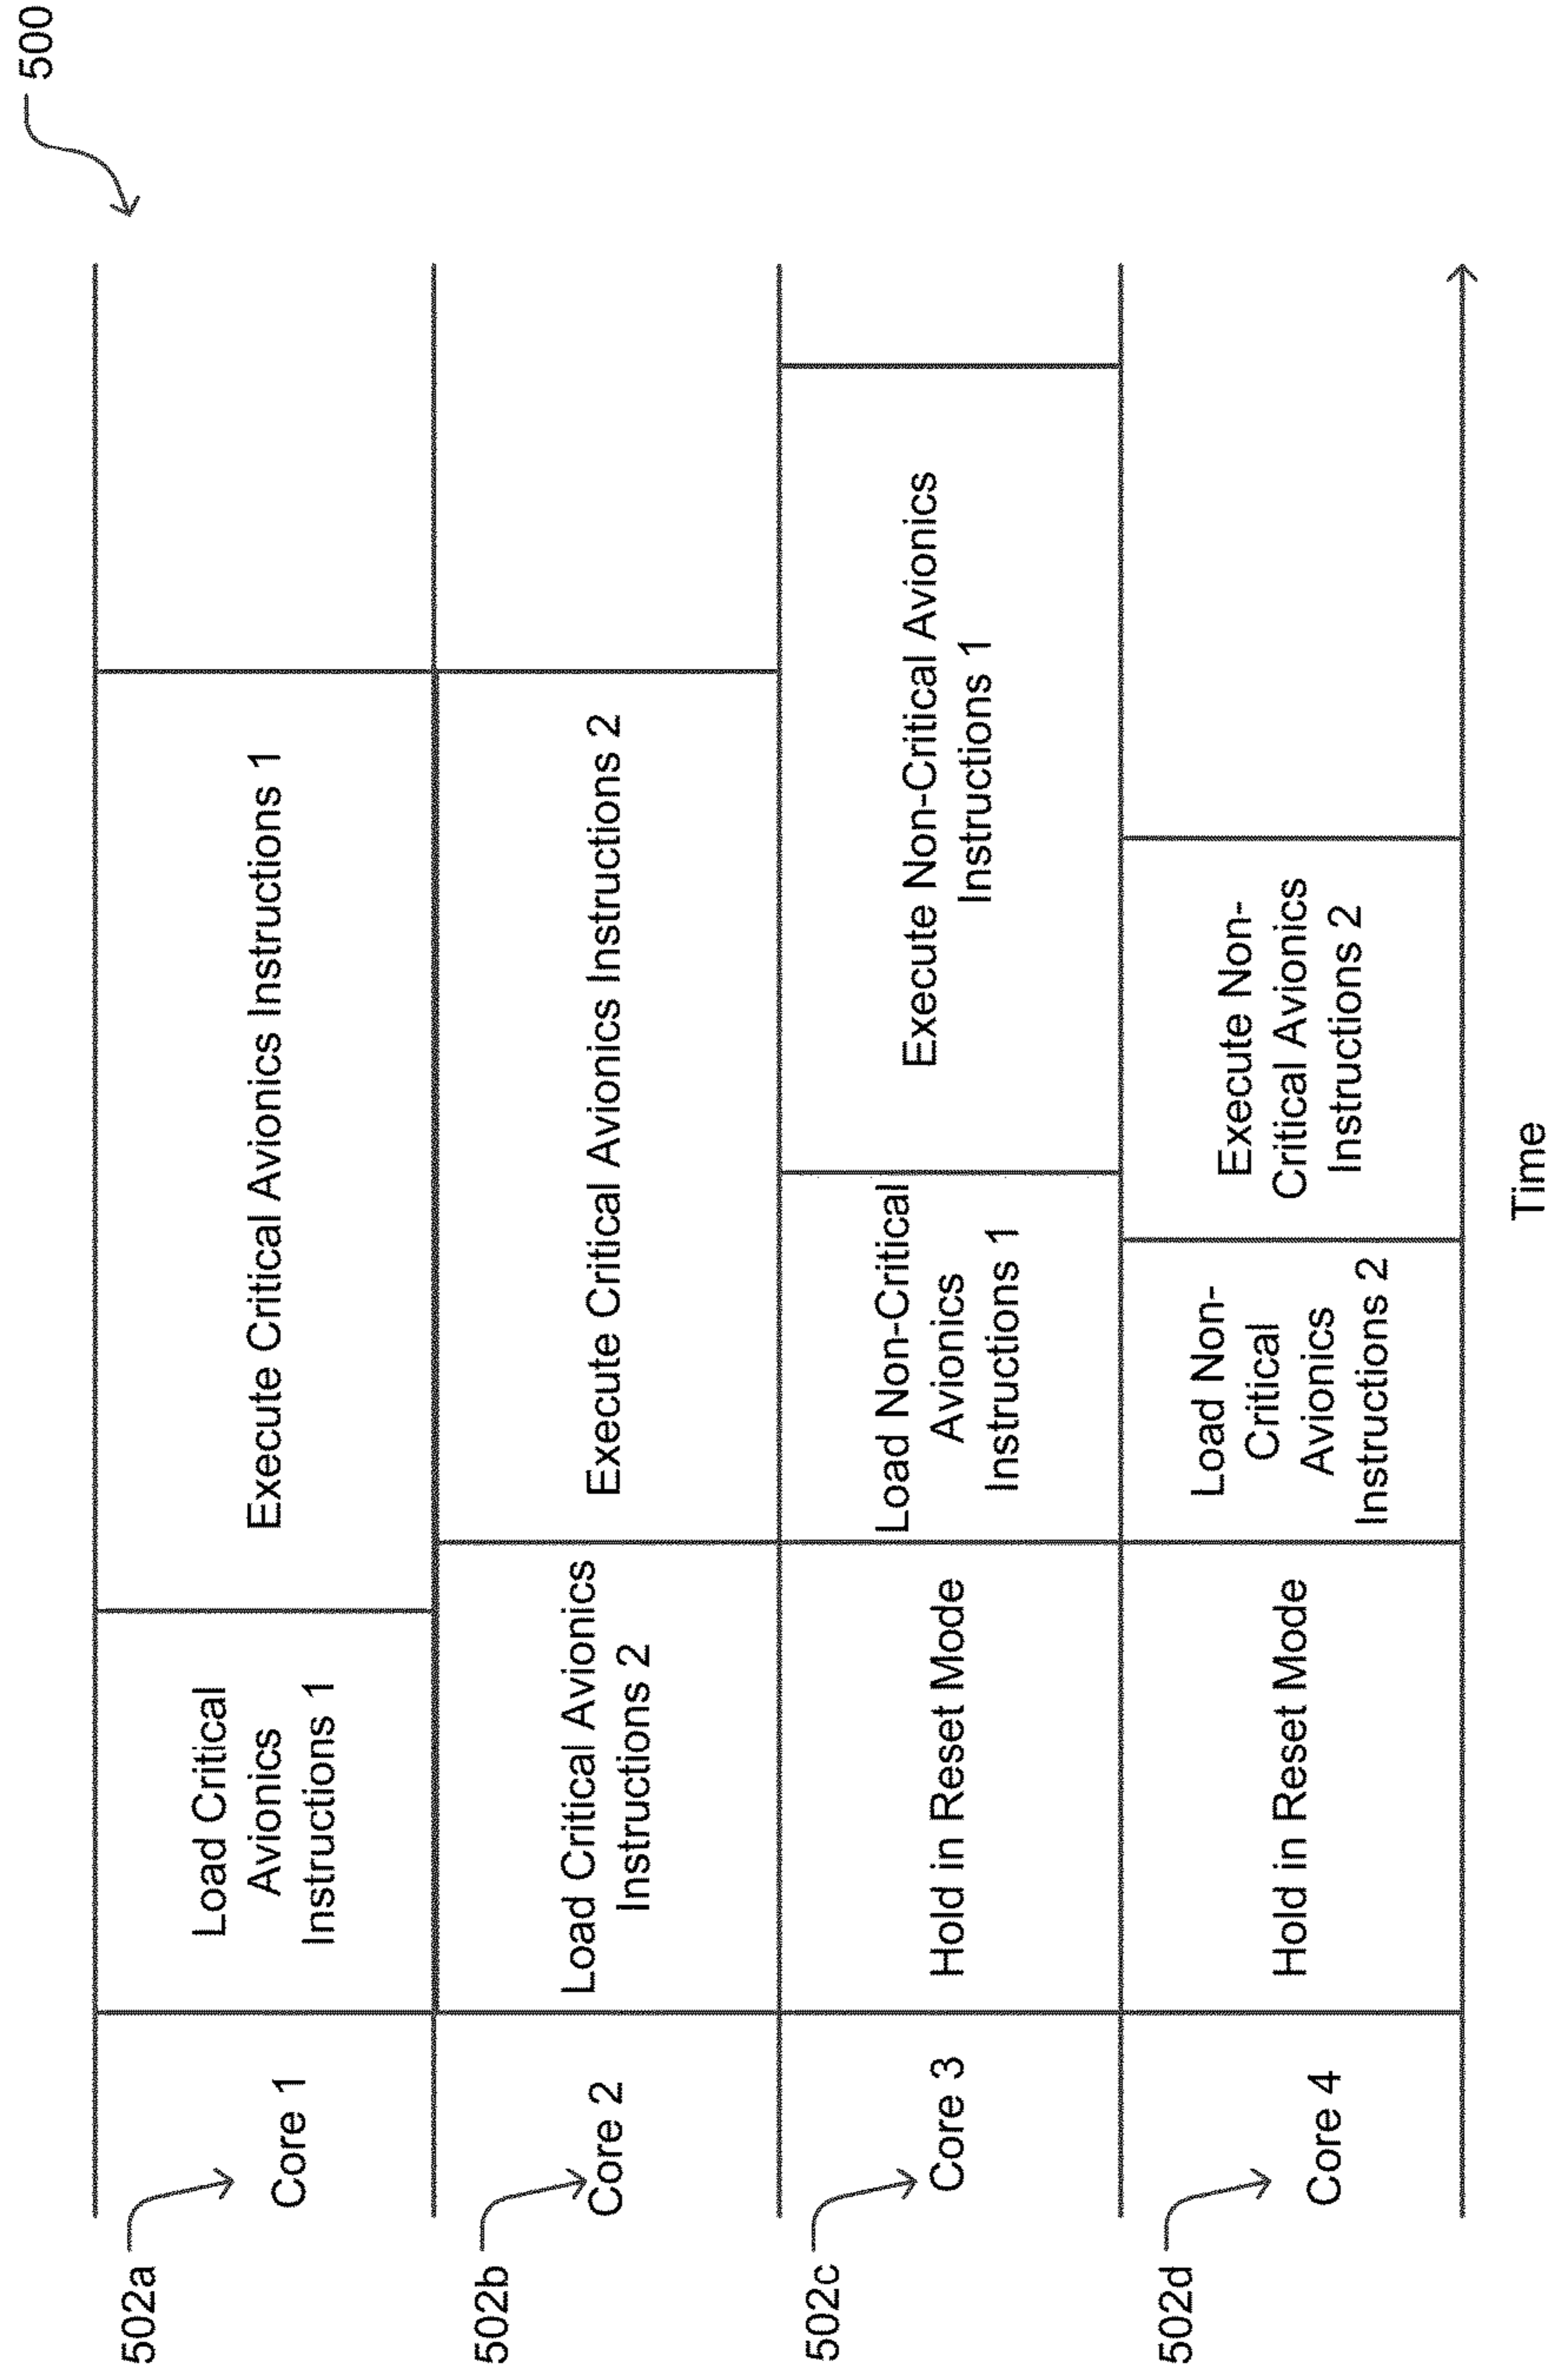 500
502a
Core 1
Load Critical
Avionics
Instructions 1
Execute Critical Avionics Instructions 1
502b
Core 2
Load Critical Avionics
Instructions 2
Execute Critical Avionics Instructions 2
502c
Core 3
Hold in Reset Mode
Load Non-Critical
Avionics
Instructions 1
Execute Non-Critical Avionics
Instructions 1
502d
Core 4
Hold in Reset Mode
Load Non-
Critical
Avionics
Instructions 2
Execute Non-
Critical Avionics
Instructions 2
Time